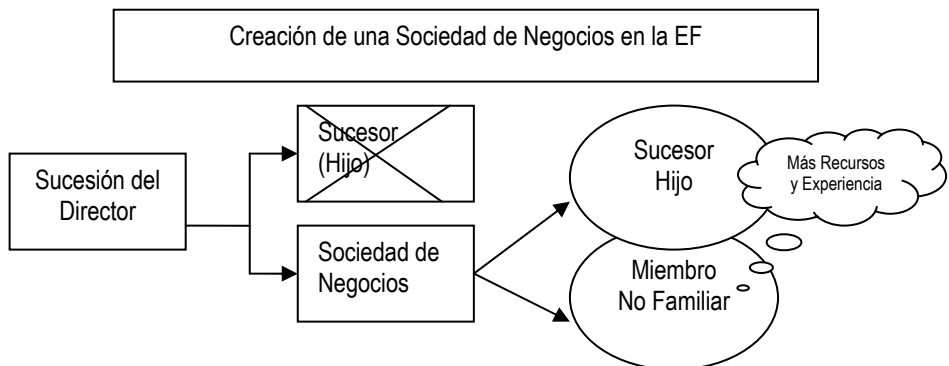 Creación de una Sociedad de Negocios en la EF
Sucesor
(Hijo)
Sucesión del
Director
Sociedad de
Negocios
Sucesor
Hijo
Más Recursos
y Experiencia
Miembro
No Familiar